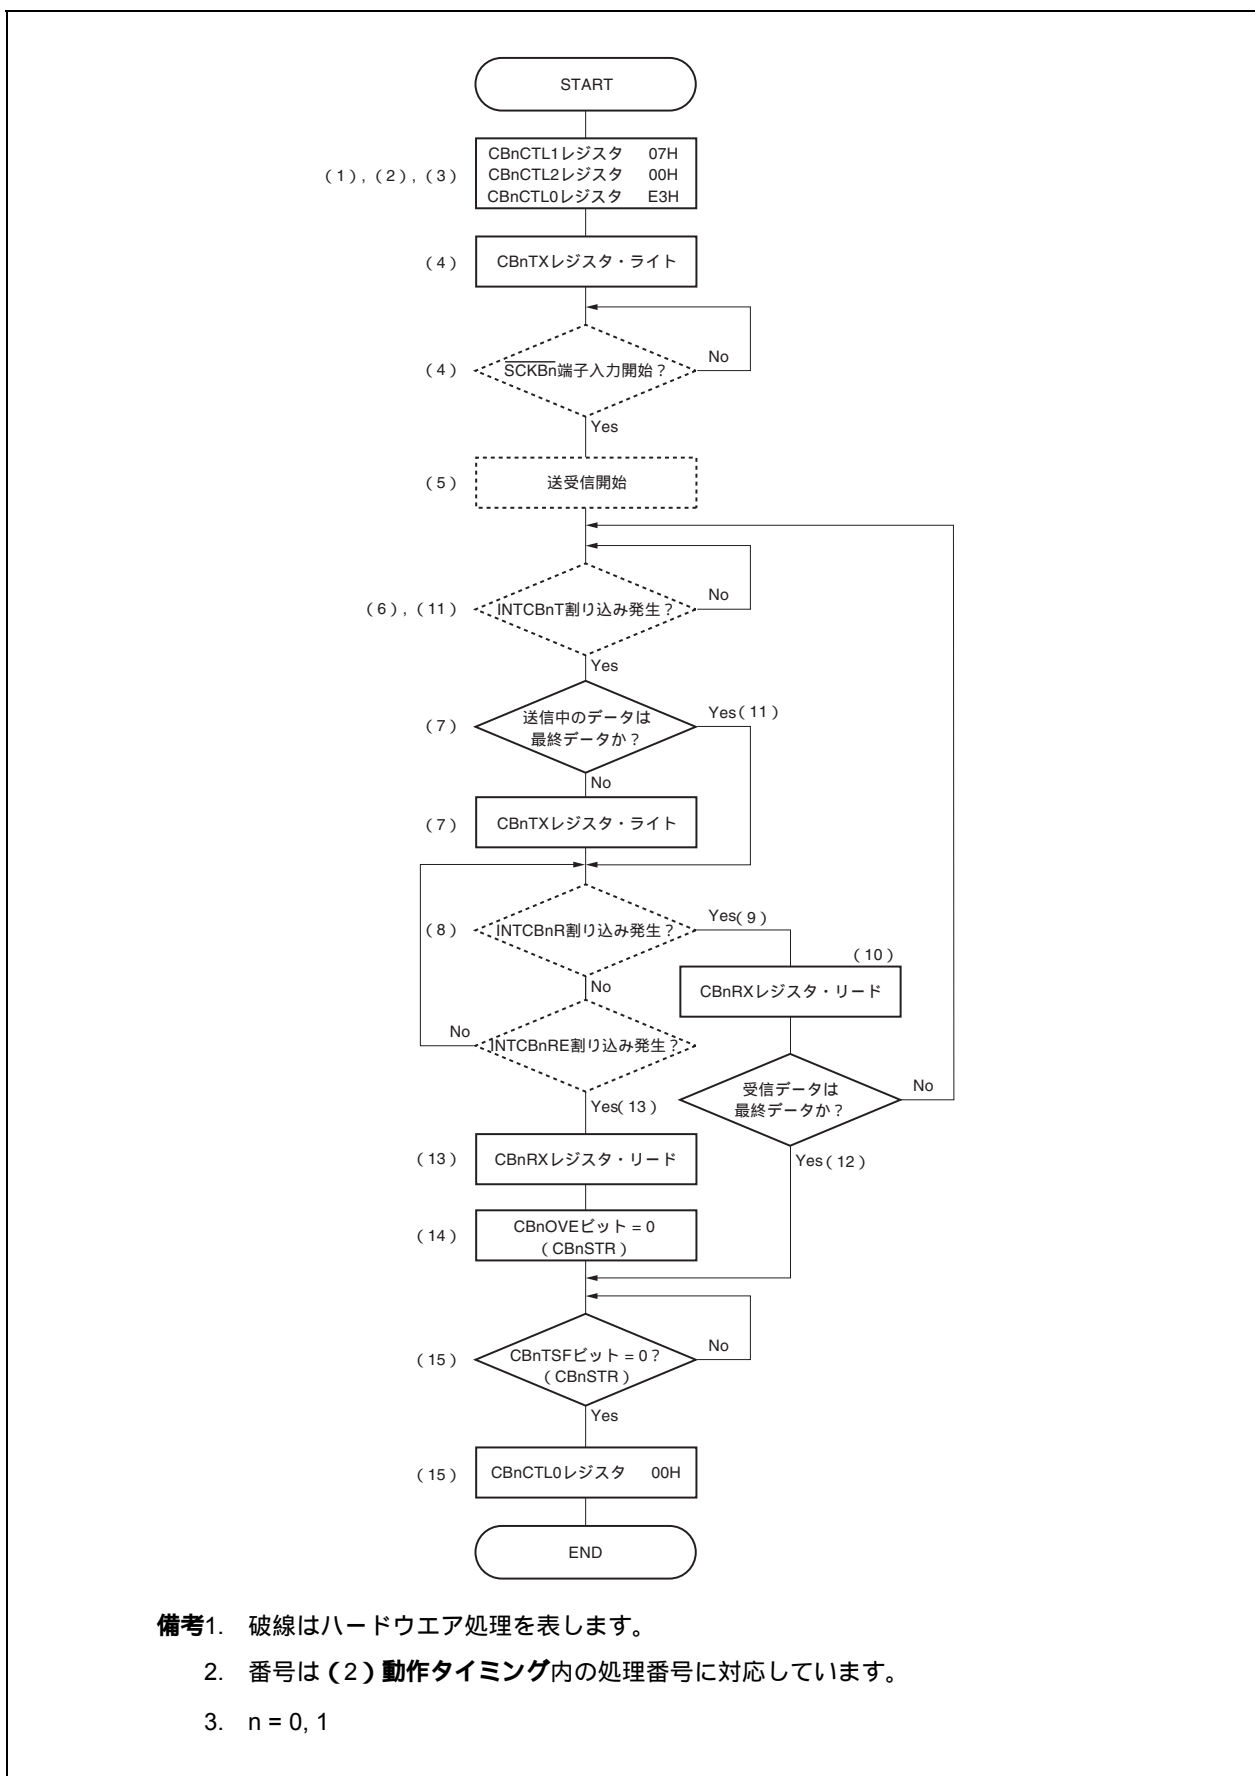 START
CBnCTL1レジスタ 07H
(1), (2), (3) CBnCTL2レジスタ 00H
CBnCTL0レジスタ E3H
(4) CBnTXレジスタ・ライト
(4) SCKBn端子入力開始？ No
Yes
(5) 送受信開始
(6), (11) INTCBnT割り込み発生？ No
Yes
(7) 送信中のデータは Yes(11)
最終データか？
No
(7) CBnTXレジスタ・ライト
(8) INTCBnR割り込み発生？ Yes(9)
(10)
No CBnRXレジスタ・リード
No INTCBnRE割り込み発生？
受信データは No
最終データか？
Yes(13)
(13) CBnRXレジスタ・リード Yes(12)
(14) CBnOVEビット = 0
(CBnSTR)
(15) CBnTSFビット = 0？ No
(CBnSTR)
Yes
(15) CBnCTL0レジスタ 00H
END
備考1. 破線はハードウエア処理を表します。
2. 番号は(2)動作タイミング内の処理番号に対応しています。
3. n = 0, 1